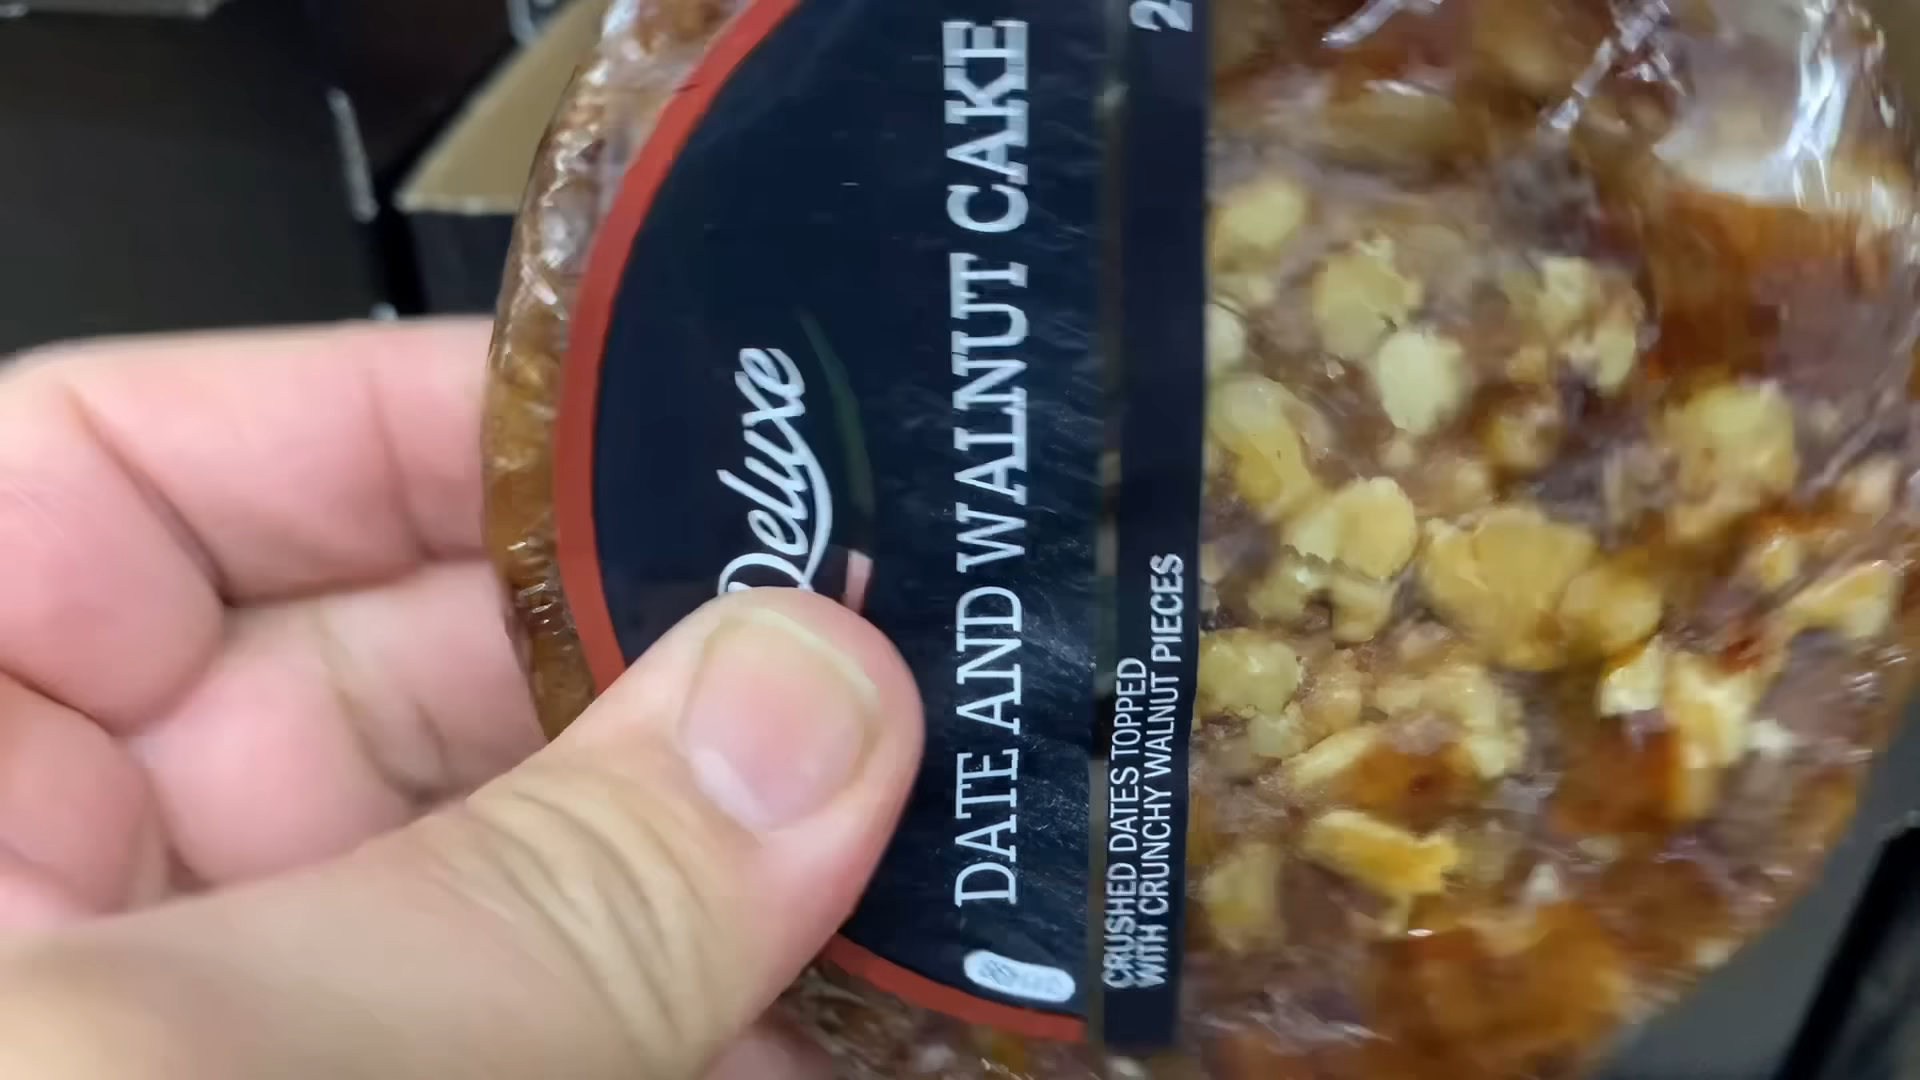 Deluxe
DATE AND WALNUT CAKE
CRUSHED DATES TOPPED
WITH CRUNCHY WALNUT PIECES